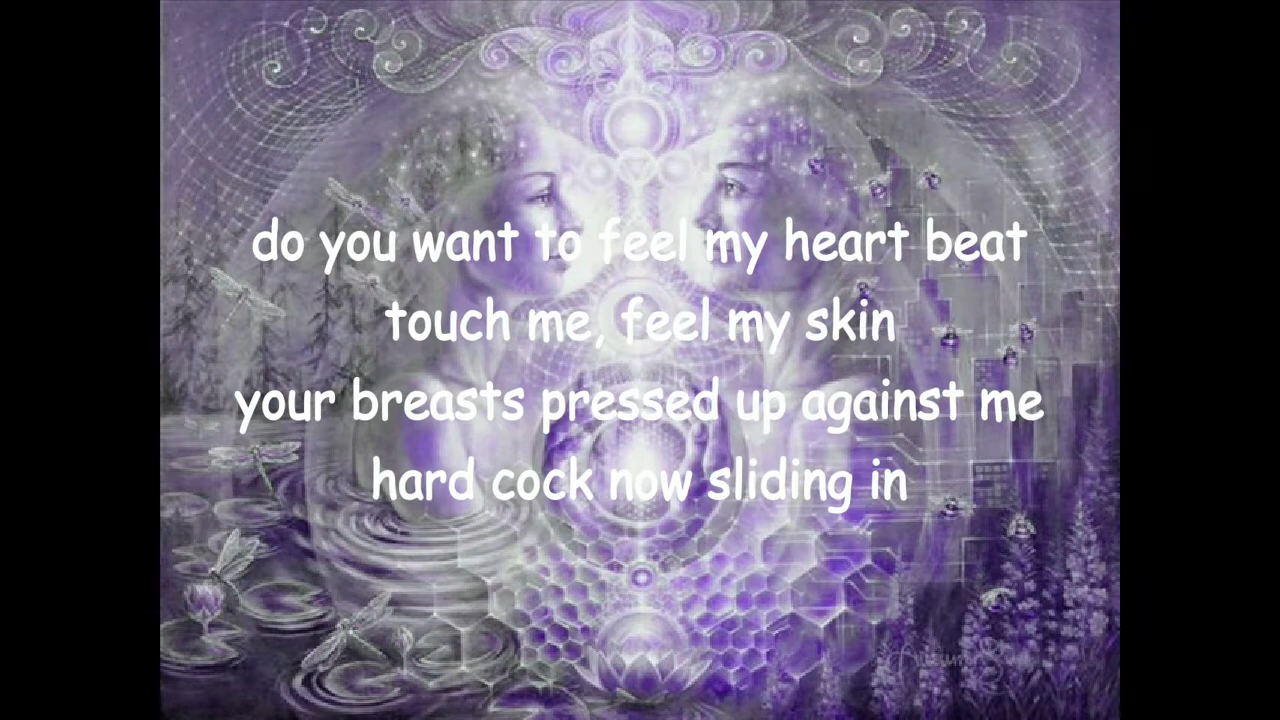 do you want to feel my heart beat
touch me, feel my skin
your breasts pressed up against me
hard cock now sliding in